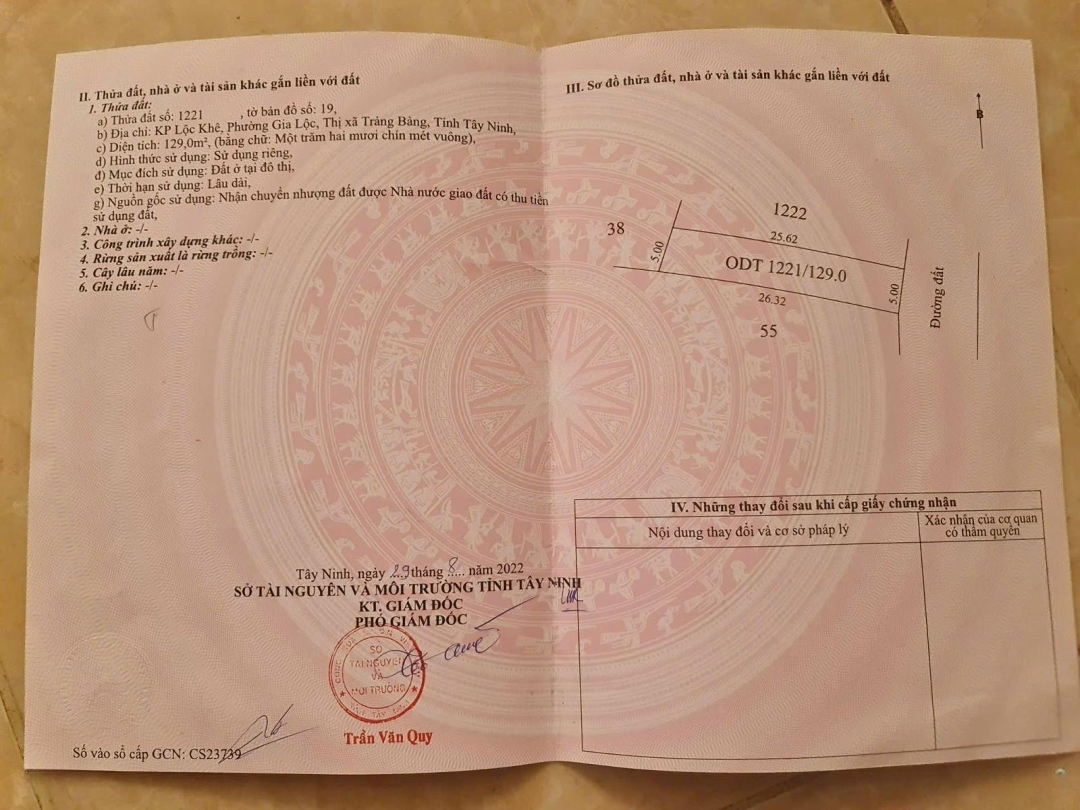 II. Thửa đất, nhà ở và tài sản khác gắn liền với đất
1. Thửa đất:
a) Thửa đất số: 1221 , tờ bản đồ số: 19,
b) Địa chỉ: KP Lộc Khê, Phường Gia Lộc, Thị xã Trảng Bàng, Tỉnh Tây Ninh,
c) Diện tích: 129,0m², (bằng chữ: Một trăm hai mươi chín mét vuông),
d) Hình thức sử dụng: Sử dụng riêng,
đ) Mục đích sử dụng: Đất ở tại đô thị,
e) Thời hạn sử dụng: Lâu dài,
g) Nguồn gốc sử dụng: Nhận chuyển nhượng đất được Nhà nước giao đất có thu tiền
sử dụng đất,
2. Nhà ở: -/-
3. Công trình xây dựng khác: -/-
4. Rừng sản xuất là rừng trồng: -/-
5. Cây lâu năm: -/-
6. Ghi chú: -/-
Tây Ninh, ngày 29 tháng 8 năm 2022
SỞ TÀI NGUYÊN VÀ MÔI TRƯỜNG TỈNH TÂY NINH
KT. GIÁM ĐỐC
PHÓ GIÁM ĐỐC
SỞ
TÀI NGUYÊN
VÀ
MÔI TRƯỜNG
Trần Văn Quy
Số vào sổ cấp GCN: CS23739
III. Sơ đồ thửa đất, nhà ở và tài sản khác gắn liền với đất
B
38
1222
25.62
5.00
ODT 1221/129.0
5.00
26.32
55
Đường đất
IV. Những thay đổi sau khi cấp giấy chứng nhận
Nội dung thay đổi và cơ sở pháp lý
Xác nhận của cơ quan
có thẩm quyền